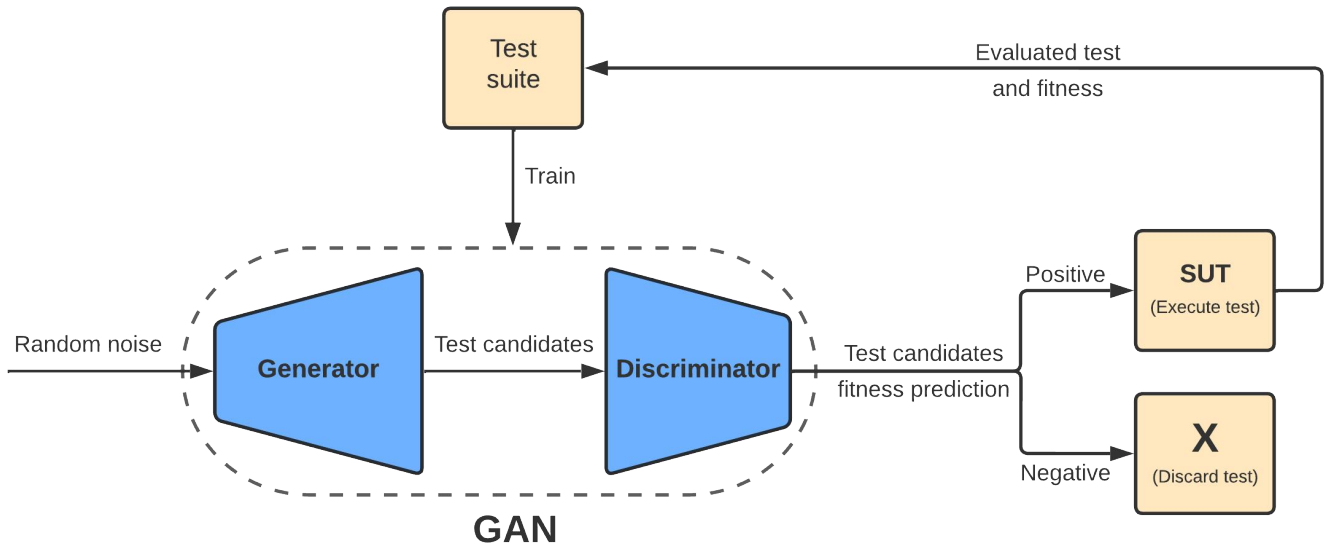 Test
suite
Evaluated test
and fitness
Train
Random noise
Generator
Test candidates
Discriminator
Test candidates
fitness prediction
Positive
SUT
(Execute test)
Negative
X
(Discard test)
GAN